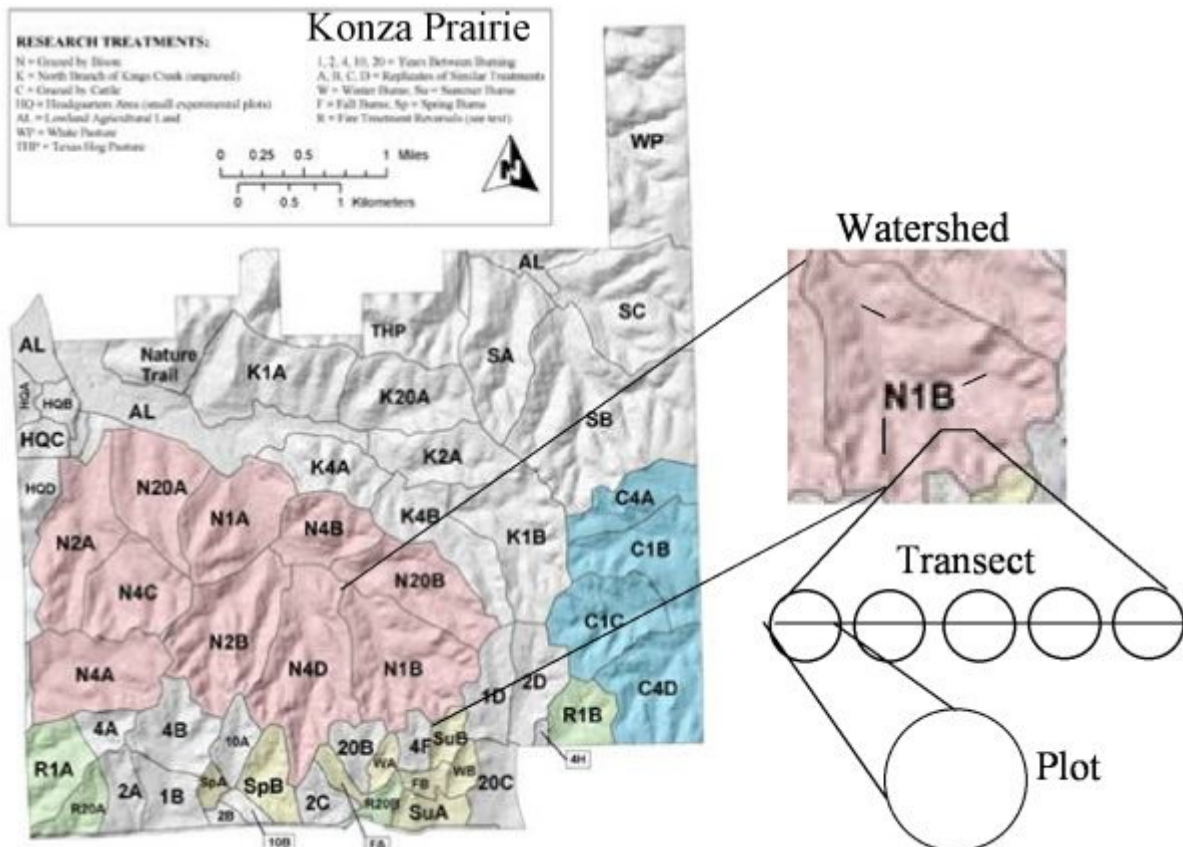 Konza Prairie
RESEARCH TREATMENTS:
N = Grazed by Bison
K = North Branch of Kings Creek (ungrazed)
C = Grazed by Cattle
HQ = Headquarters Area (small experimental plots)
AL = Lowland Agricultural Land
WP = White Pasture
THP = Texas Hog Pasture
1, 2, 4, 10, 20 = Years Between Burning
A, B, C, D = Replicates of Similar Treatments
W = Winter Burns, Su = Summer Burns
F = Fall Burns, Sp = Spring Burns
R = Fire Treatment Reversals (see text)
0 0.25 0.5 1 Miles
0 0.5 1 Kilometers
N
WP
AL
SC
THP
SA
AL
Nature
Trail
K1A
K20A
HQA
HQB
AL
SB
HQC
K4A
K2A
HQD
N20A
C4A
N1A
N4B
K4B
K1B
N2A
C1B
N20B
N4C
C1C
N2B
N4D
N1B
N4A
1D
2D
C4D
R1B
4A
4B
10A
20B
4F
SuB
4H
R1A
WA
WB
SpA
SpB
FB
20C
R20A
2A
1B
2C
R20B
SuA
2B
10B
FA
Watershed
N1B
Transect
Plot